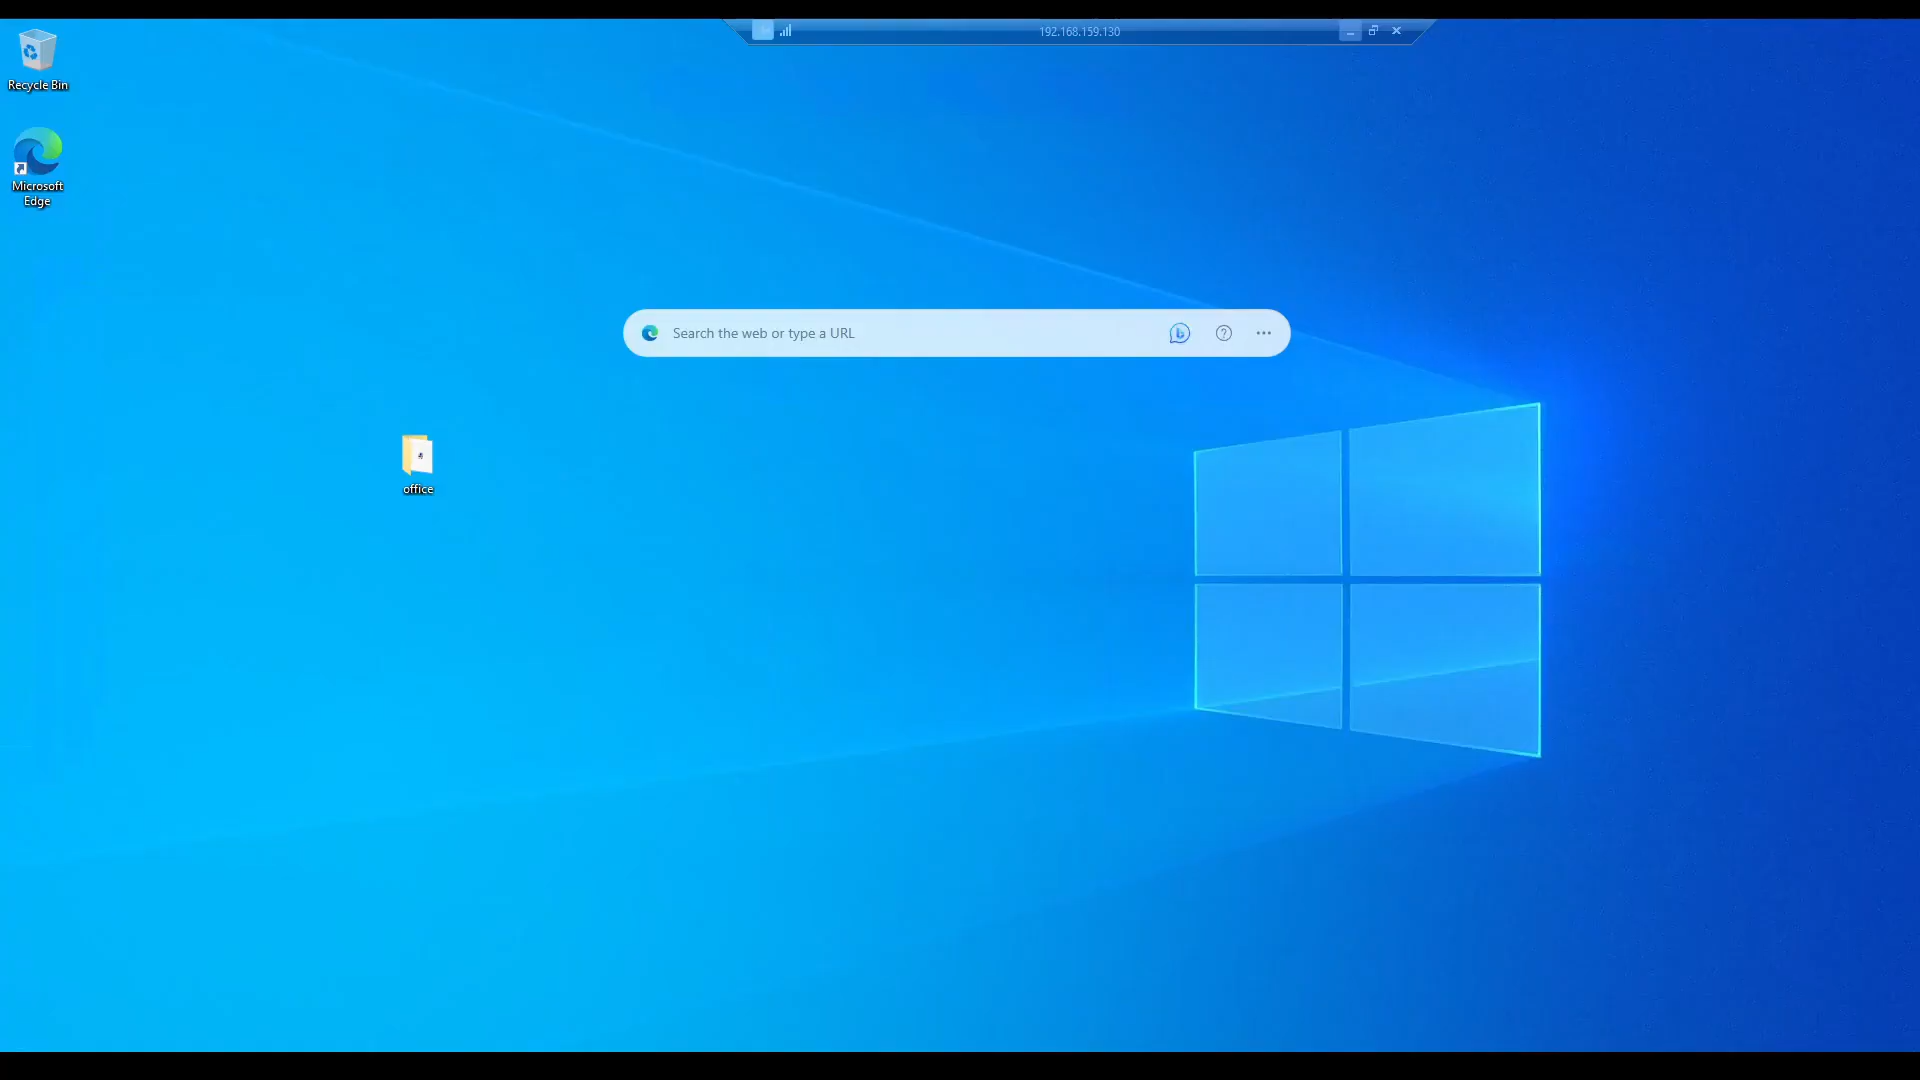 192.168.159.130
Recycle Bin
Microsoft
Edge
Search the web or type a URL
office